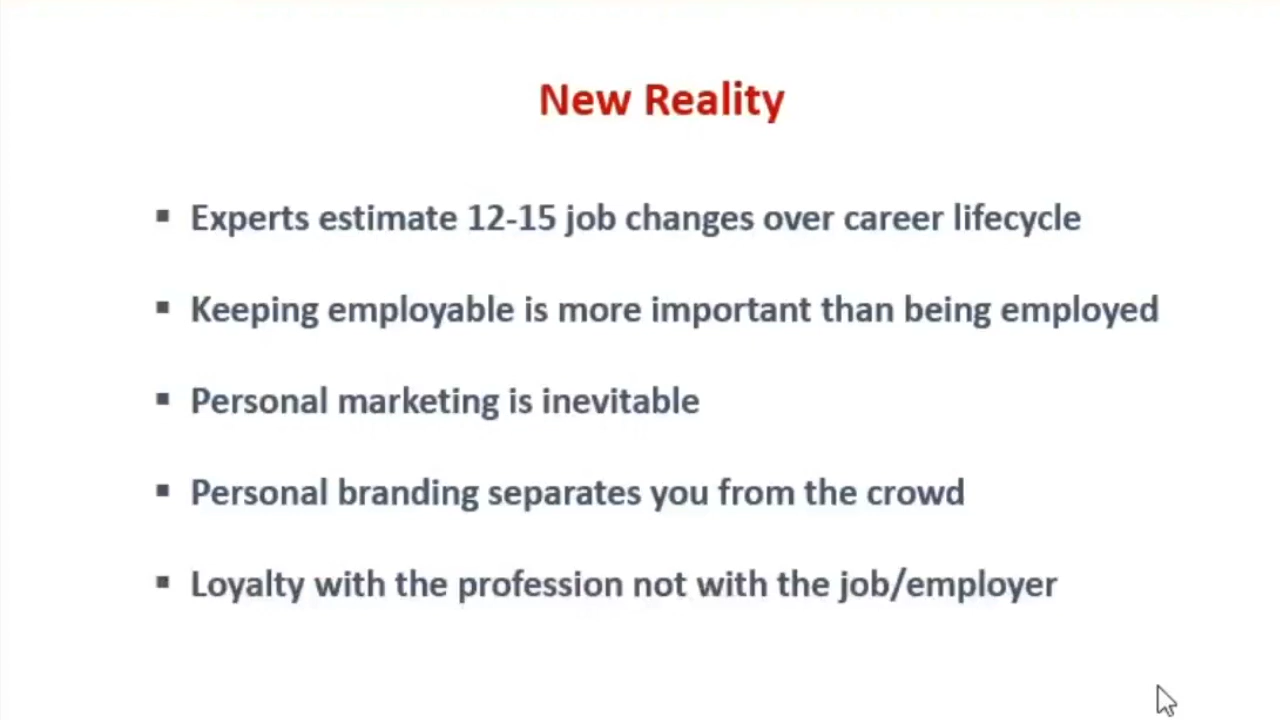 New Reality
▪ Experts estimate 12-15 job changes over career lifecycle
▪ Keeping employable is more important than being employed
▪ Personal marketing is inevitable
▪ Personal branding separates you from the crowd
▪ Loyalty with the profession not with the job/employer